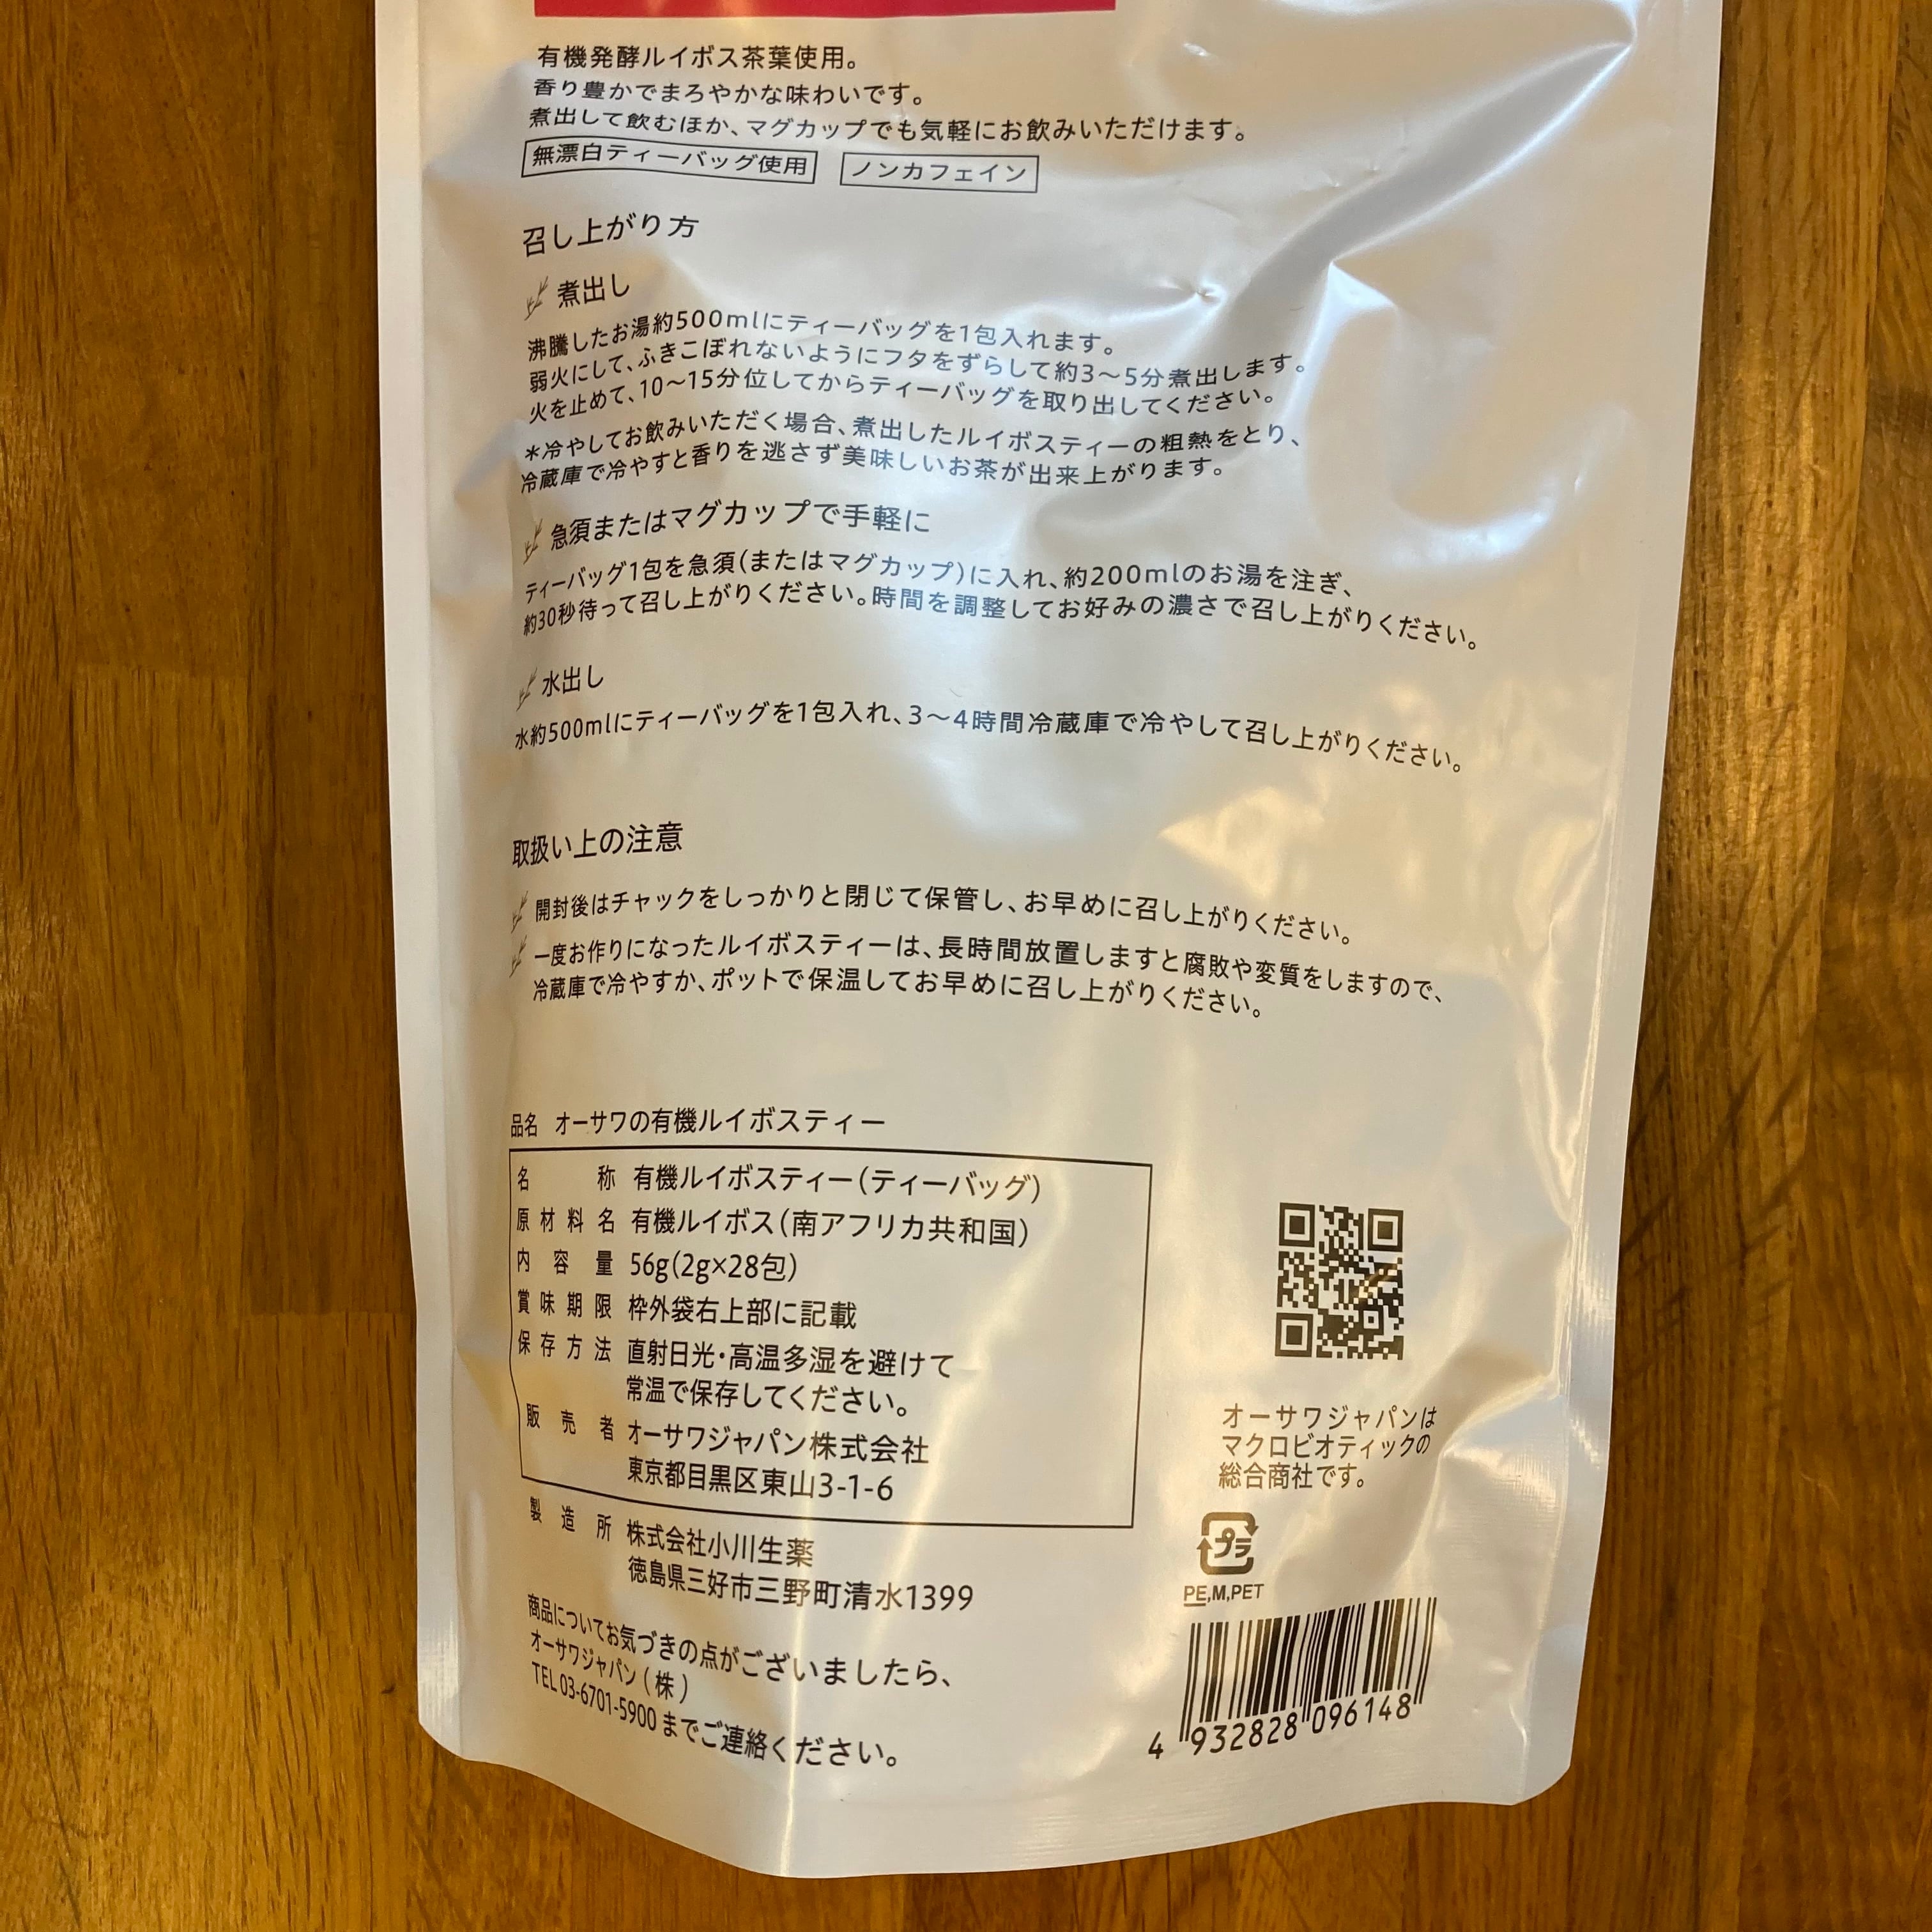 有機発酵ルイボス茶葉使用。
香り豊かでまろやかな味わいです。
煮出して飲むほか、マグカップでも気軽にお飲みいただけます。
無漂白ティーバッグ使用 ノンカフェイン
召し上がり方
煮出し
沸騰したお湯約500mlにティーバッグを1包入れます。
弱火にして、ふきこぼれないようにフタをずらして約3～5分煮出します。
火を止めて、10～15分位してからティーバッグを取り出してください。
＊冷やしてお飲みいただく場合、煮出したルイボスティーの粗熱をとり、
冷蔵庫で冷やすと香りを逃さず美味しいお茶が出来上がります。
急須またはマグカップで手軽に
ティーバッグ1包を急須(またはマグカップ)に入れ、約200mlのお湯を注ぎ、
約30秒待って召し上がりください。時間を調整してお好みの濃さで召し上がりください。
水出し
水約500mlにティーバッグを1包入れ、3～4時間冷蔵庫で冷やして召し上がりください。
取扱い上の注意
開封後はチャックをしっかりと閉じて保管し、お早めに召し上がりください。
一度お作りになったルイボスティーは、長時間放置しますと腐敗や変質をしますので、
冷蔵庫で冷やすか、ポットで保温してお早めに召し上がりください。
品名 オーサワの有機ルイボスティー
名称 有機ルイボスティー(ティーバッグ)
原材料名 有機ルイボス(南アフリカ共和国)
内容量 56g(2g×28包)
賞味期限 枠外袋右上部に記載
保存方法 直射日光・高温多湿を避けて
常温で保存してください。
販売者 オーサワジャパン株式会社
東京都目黒区東山3-1-6
製造所 株式会社小川生薬
徳島県三好市三野町清水1399
商品についてお気づきの点がございましたら、
オーサワジャパン(株)
TEL 03-6701-5900 までご連絡ください。
オーサワジャパンは
マクロビオティックの
総合商社です。
プラ
PE,M,PET
4 932828 096148